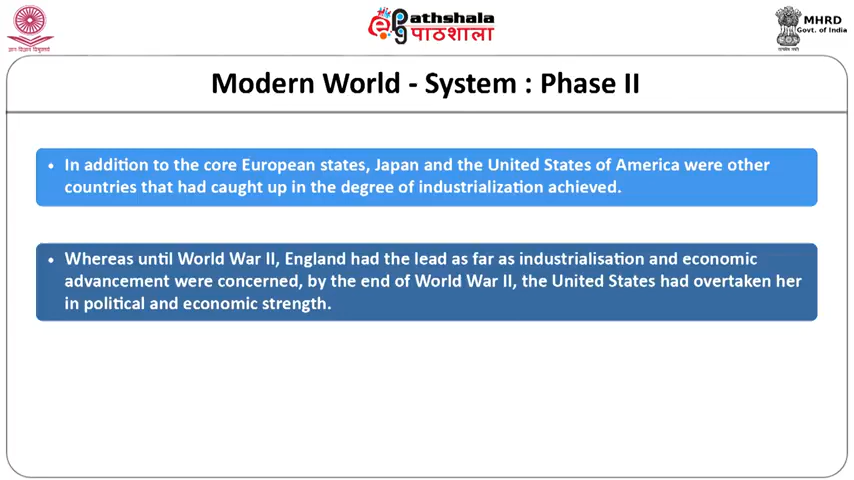 ePathshala
पाठशाला
MHRD
Govt. of India
Modern World - System : Phase II
• In addition to the core European states, Japan and the United States of America were other
countries that had caught up in the degree of industrialization achieved.
• Whereas until World War II, England had the lead as far as industrialisation and economic
advancement were concerned, by the end of World War II, the United States had overtaken her
in political and economic strength.